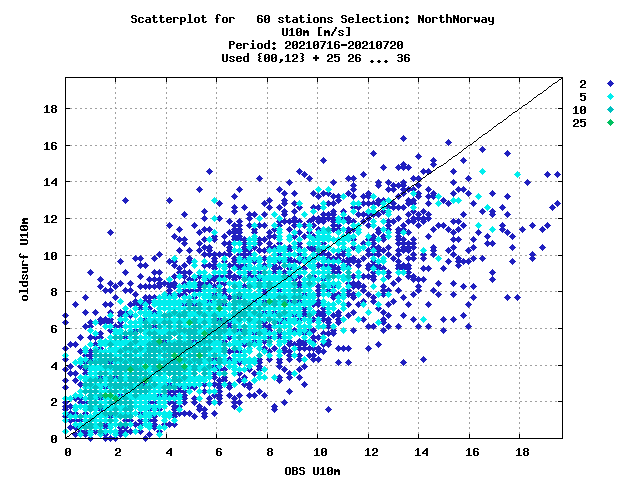 Scatterplot for   60 stations Selection: NorthNorway
U10m [m/s]
Period: 20210716-20210720
Used {00,12} + 25 26 ... 36
2
5
10
25
18
16
14
12
10
8
6
4
2
0
oldsurf U10m
0 2 4 6 8 10 12 14 16 18
OBS U10m